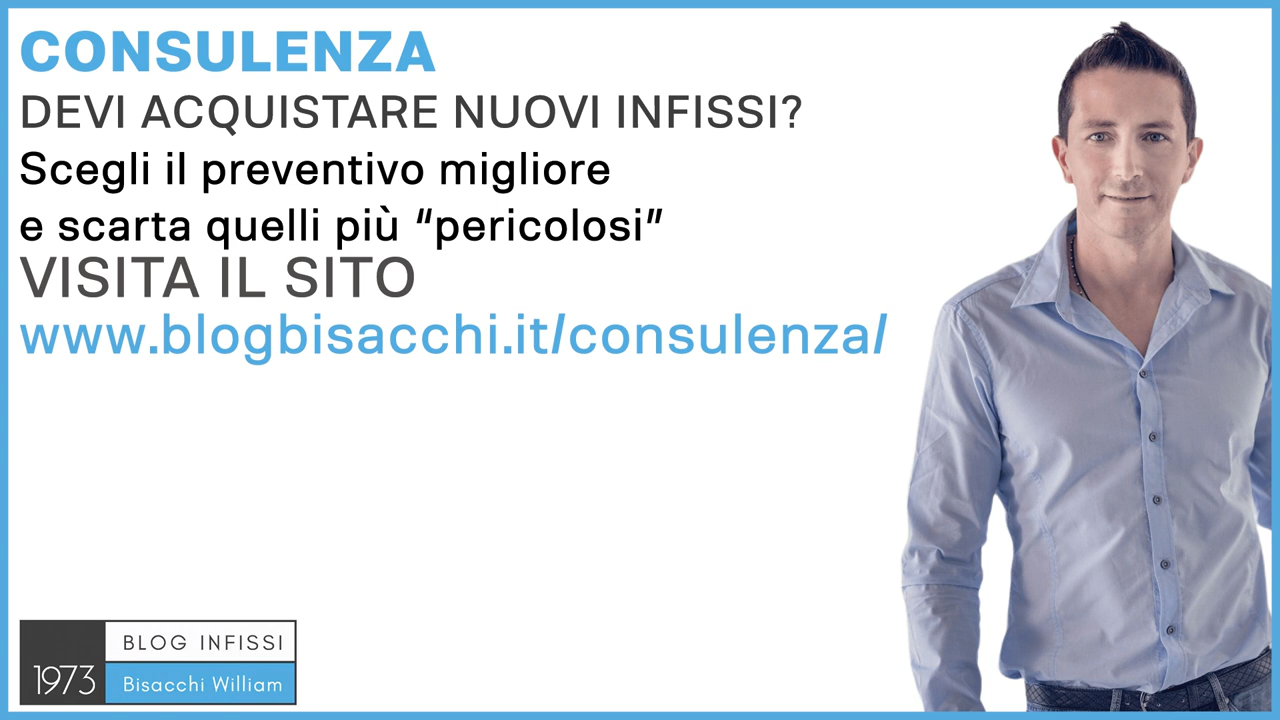 CONSULENZA
DEVI ACQUISTARE NUOVI INFISSI?
Scegli il preventivo migliore
e scarta quelli più “pericolosi”
VISITA IL SITO
www.blogbisacchi.it/consulenza/
BLOG INFISSI
1973 Bisacchi William